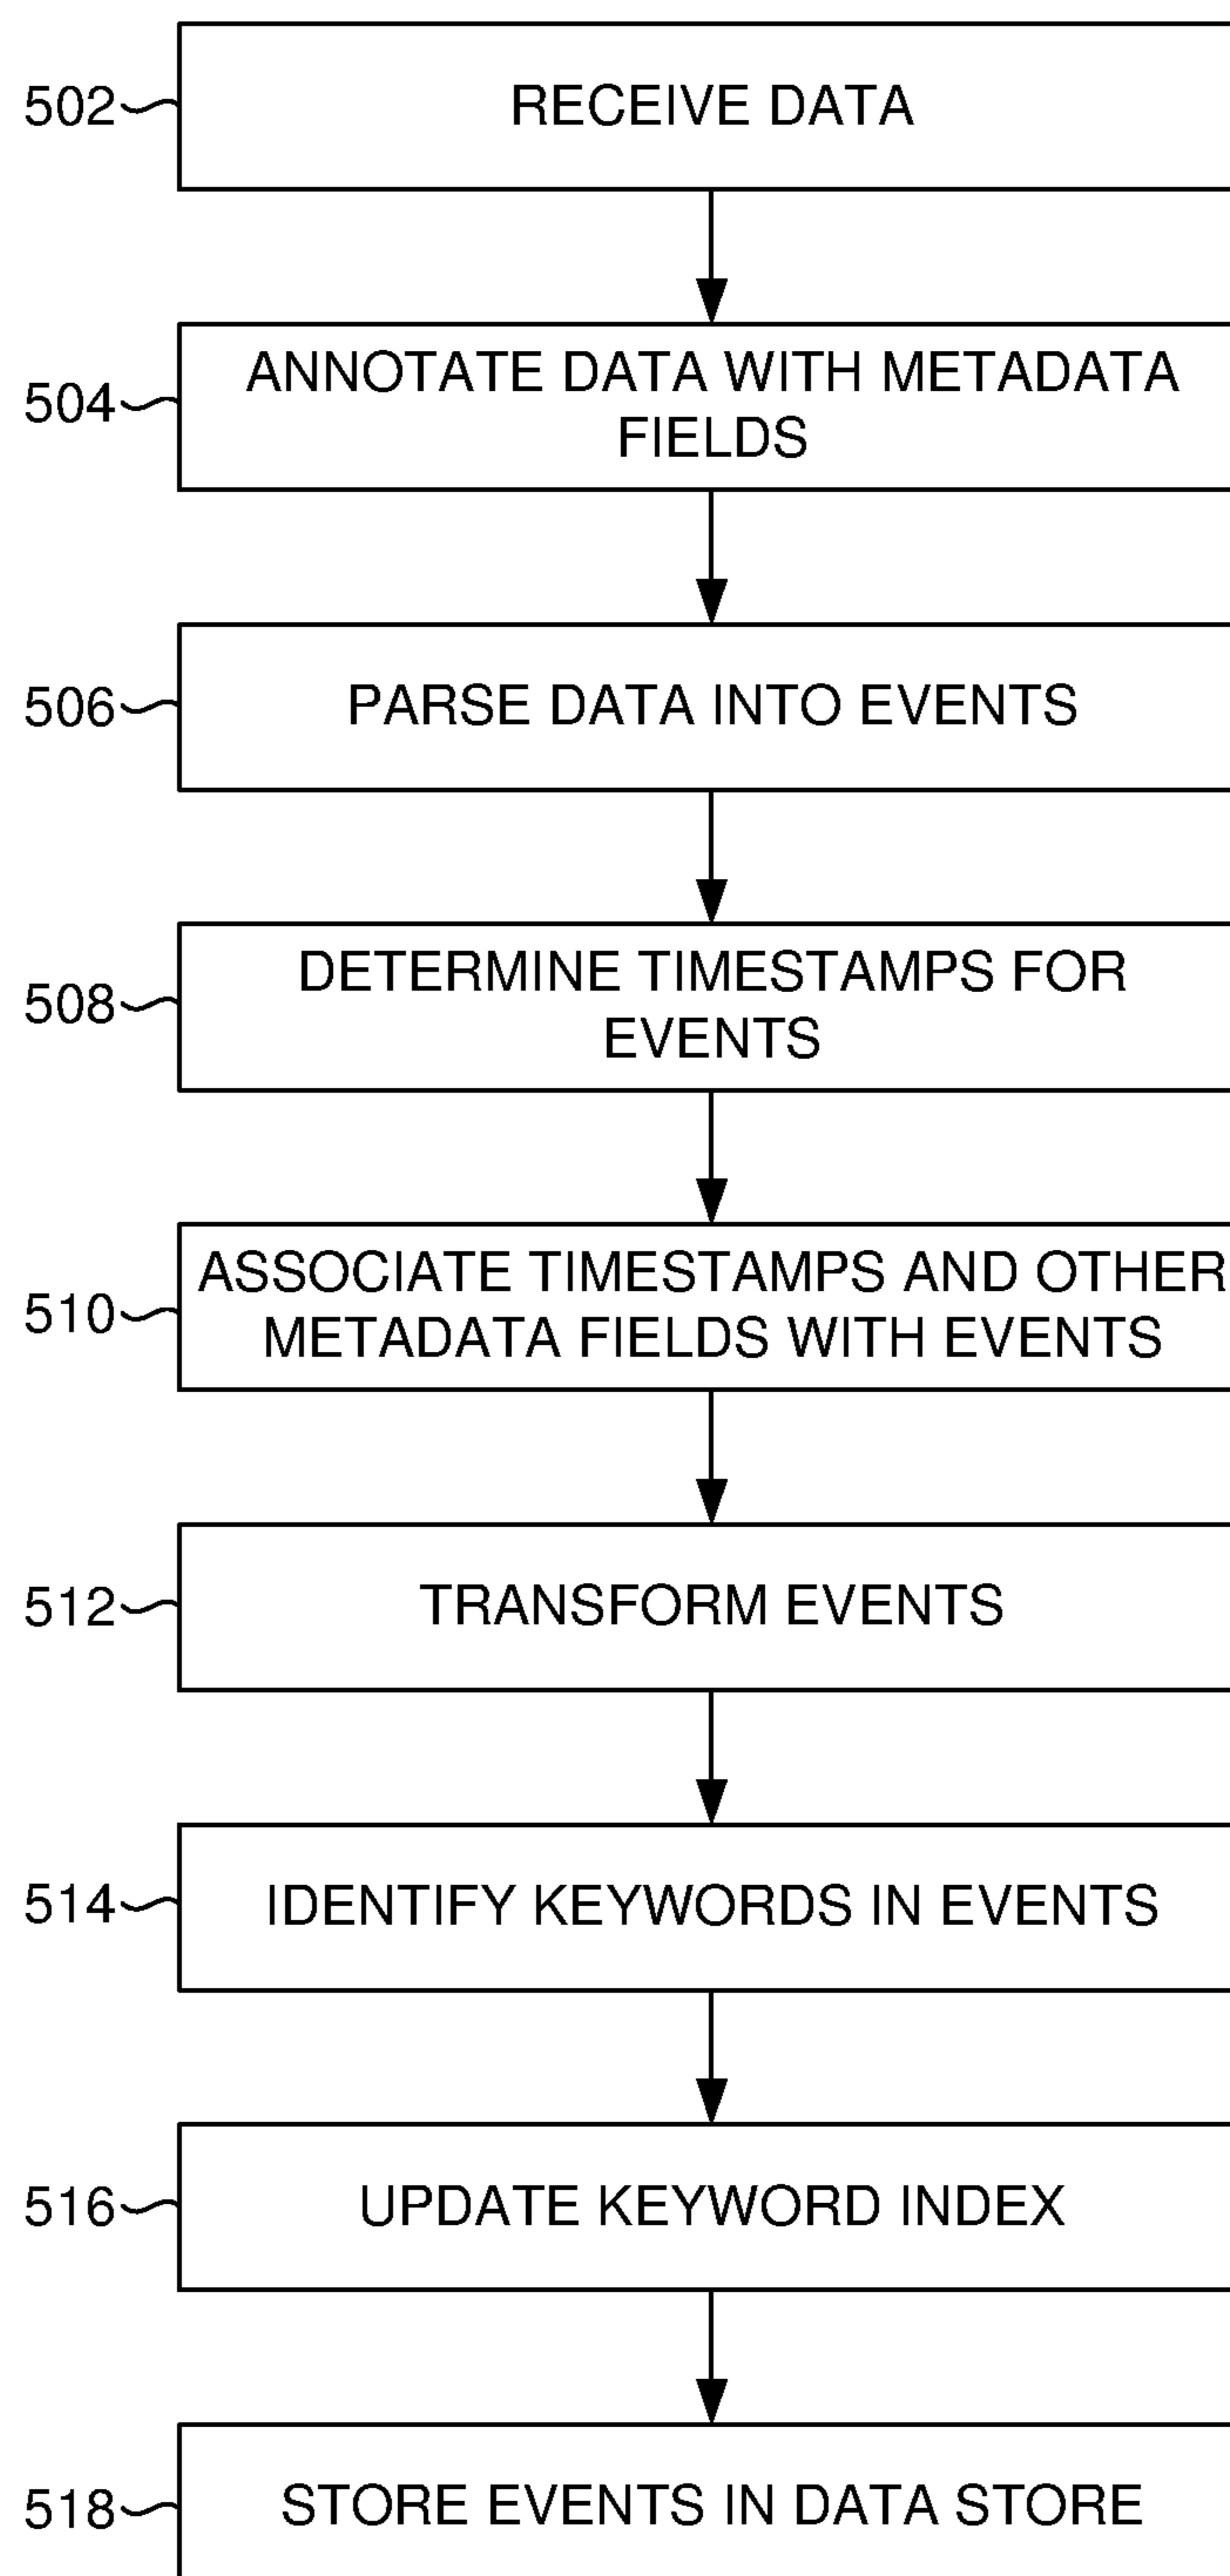 502
RECEIVE DATA
504
ANNOTATE DATA WITH METADATA
FIELDS
506
PARSE DATA INTO EVENTS
508
DETERMINE TIMESTAMPS FOR
EVENTS
510
ASSOCIATE TIMESTAMPS AND OTHER
METADATA FIELDS WITH EVENTS
512
TRANSFORM EVENTS
514
IDENTIFY KEYWORDS IN EVENTS
516
UPDATE KEYWORD INDEX
518
STORE EVENTS IN DATA STORE